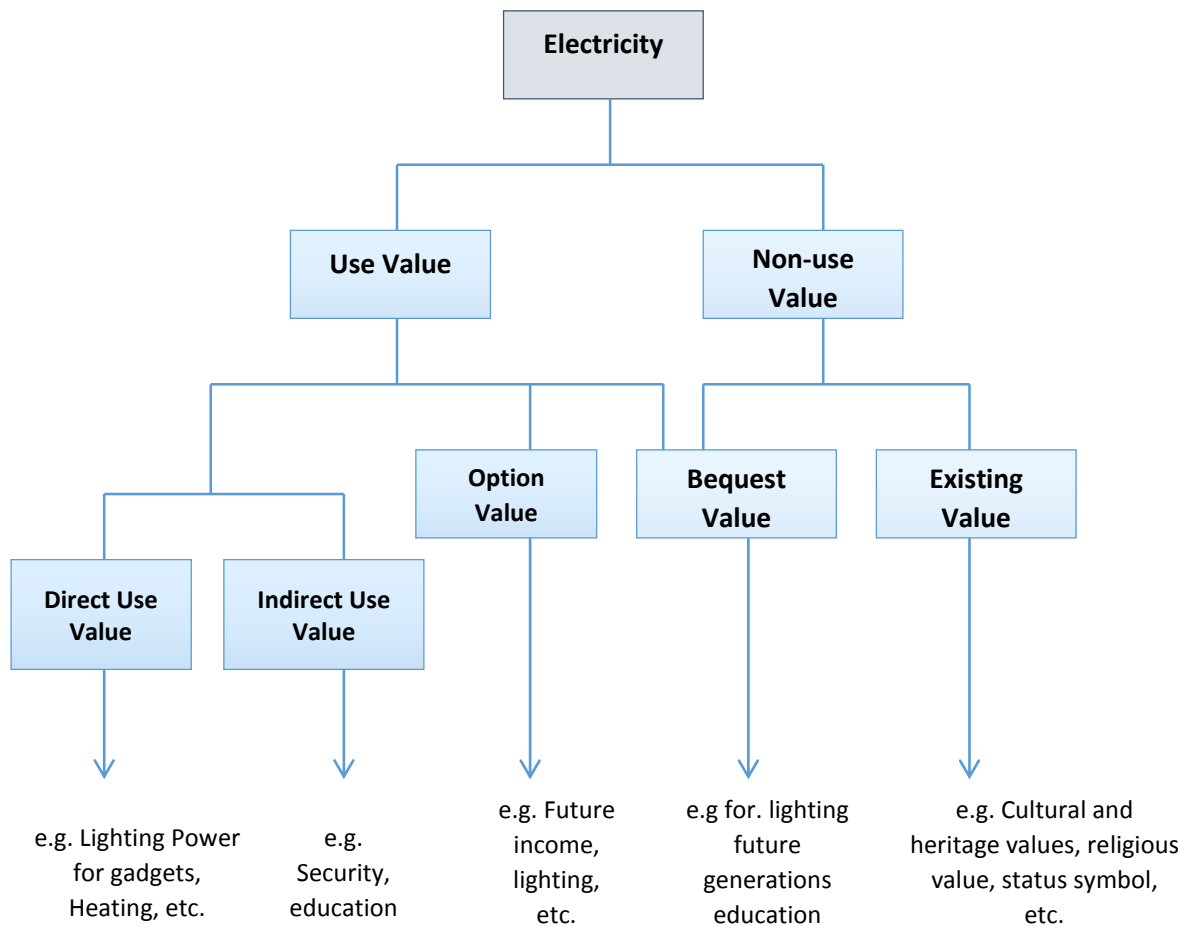 Electricity
Use Value
Non-use
Value
Option
Value
Bequest
Value
Existing
Value
Direct Use
Value
Indirect Use
Value
e.g. Lighting Power
for gadgets,
Heating, etc.
e.g.
Security,
education
e.g. Future
income,
lighting,
etc.
e.g for. lighting
future
generations
education
e.g. Cultural and
heritage values, religious
value, status symbol,
etc.